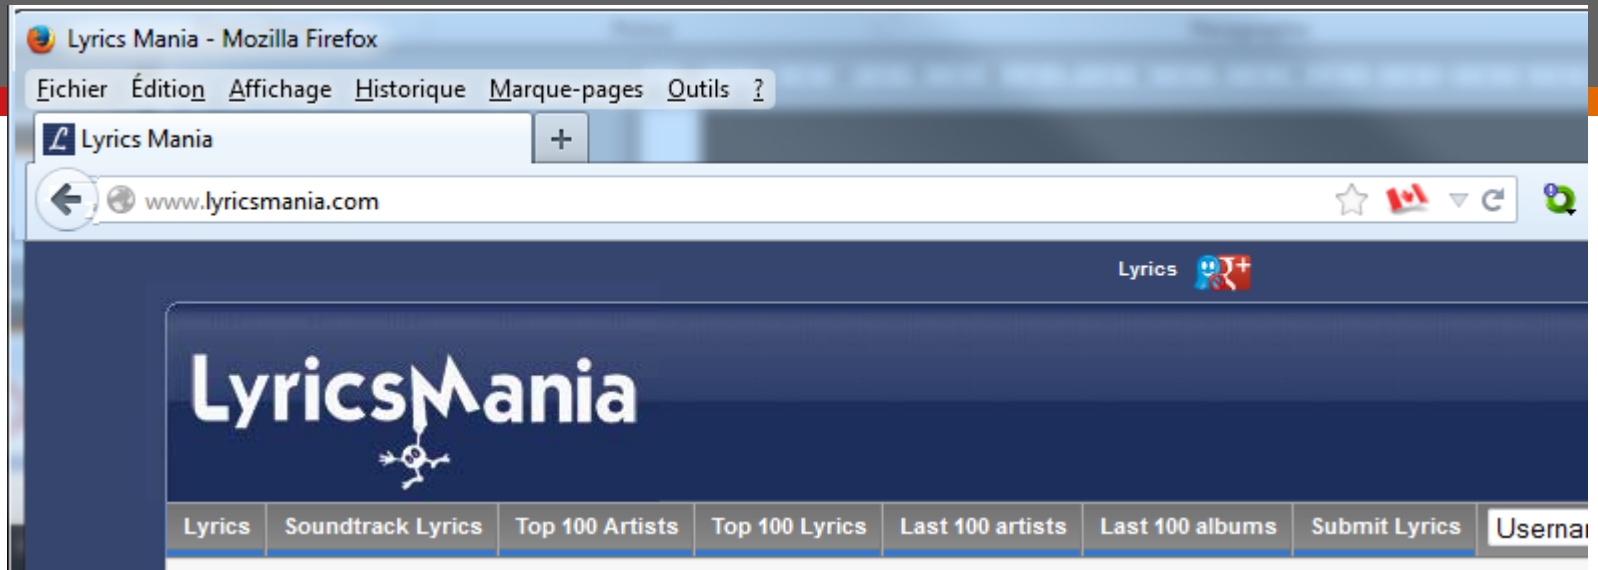 Lyrics Mania - Mozilla Firefox
Fichier Édition Affichage Historique Marque-pages Outils ?
Lyrics Mania
www.lyricsmania.com
Lyrics
LyricsMania
Lyrics Soundtrack Lyrics Top 100 Artists Top 100 Lyrics Last 100 artists Last 100 albums Submit Lyrics Userna